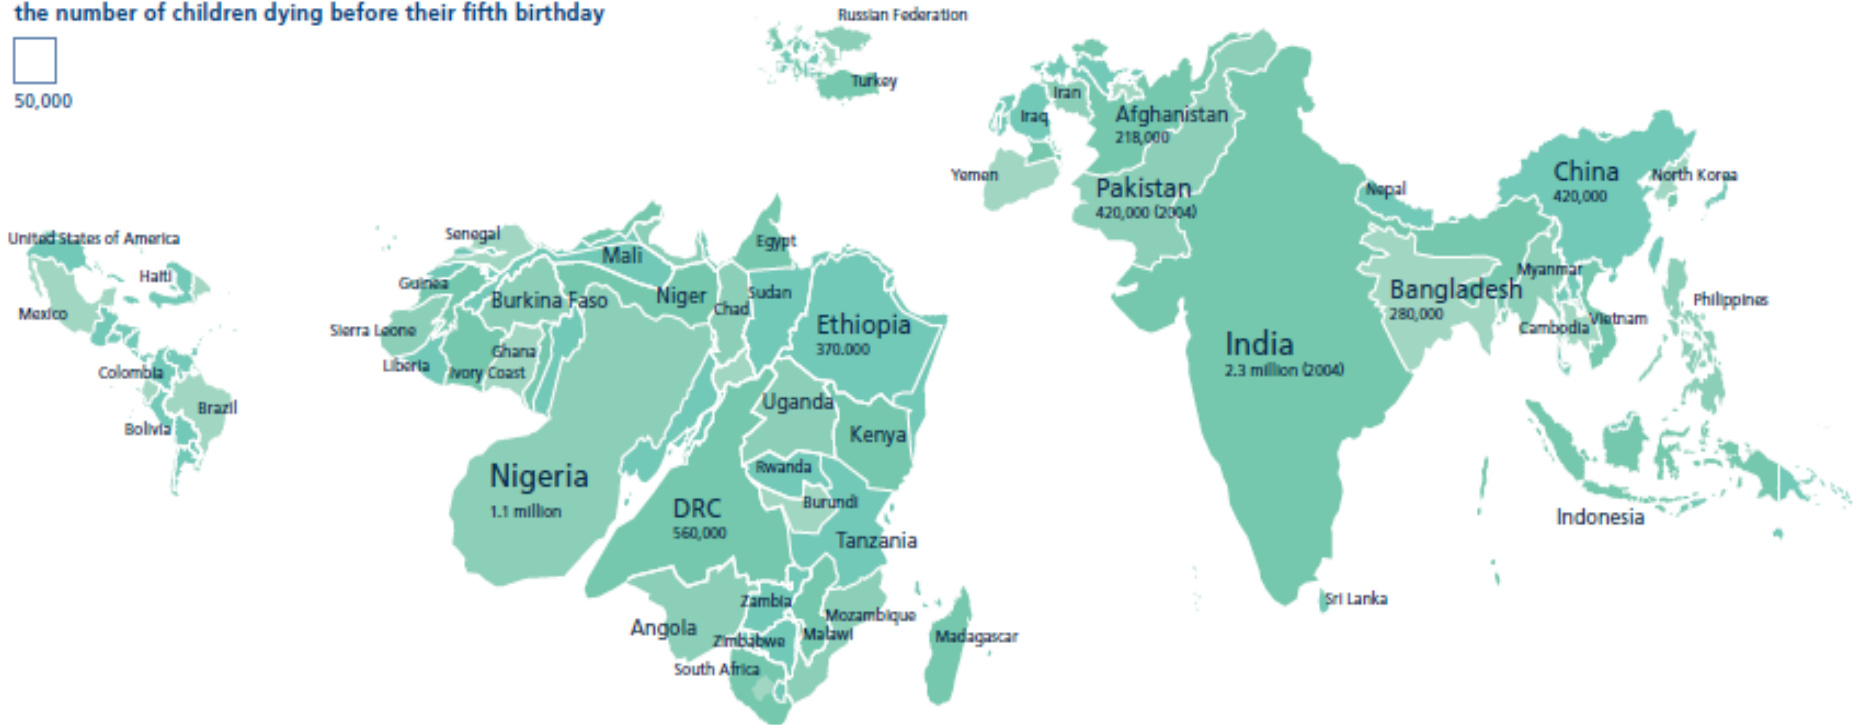 the number of children dying before their fifth birthday
50,000
Russian Federation
Turkey
Iran
Iraq
Afghanistan
218,000
Yemen
Pakistan
420,000 (2004)
Nepal
China
420,000
North Korea
United States of America
Haiti
Mexico
Colombia
Brazil
Bolivia
Senegal
Mali
Egypt
Guinea
Burkina Faso
Niger
Chad
Sudan
Sierra Leone
Ghana
Liberia
Ivory Coast
Ethiopia
370.000
Uganda
Kenya
Nigeria
1.1 million
DRC
560,000
Rwanda
Burundi
Tanzania
Angola
Zambia
Zimbabwe
Malawi
Mozambique
South Africa
Madagascar
India
2.3 million (2004)
Bangladesh
280,000
Myanmar
Cambodia
Vietnam
Philippines
Indonesia
Sri Lanka